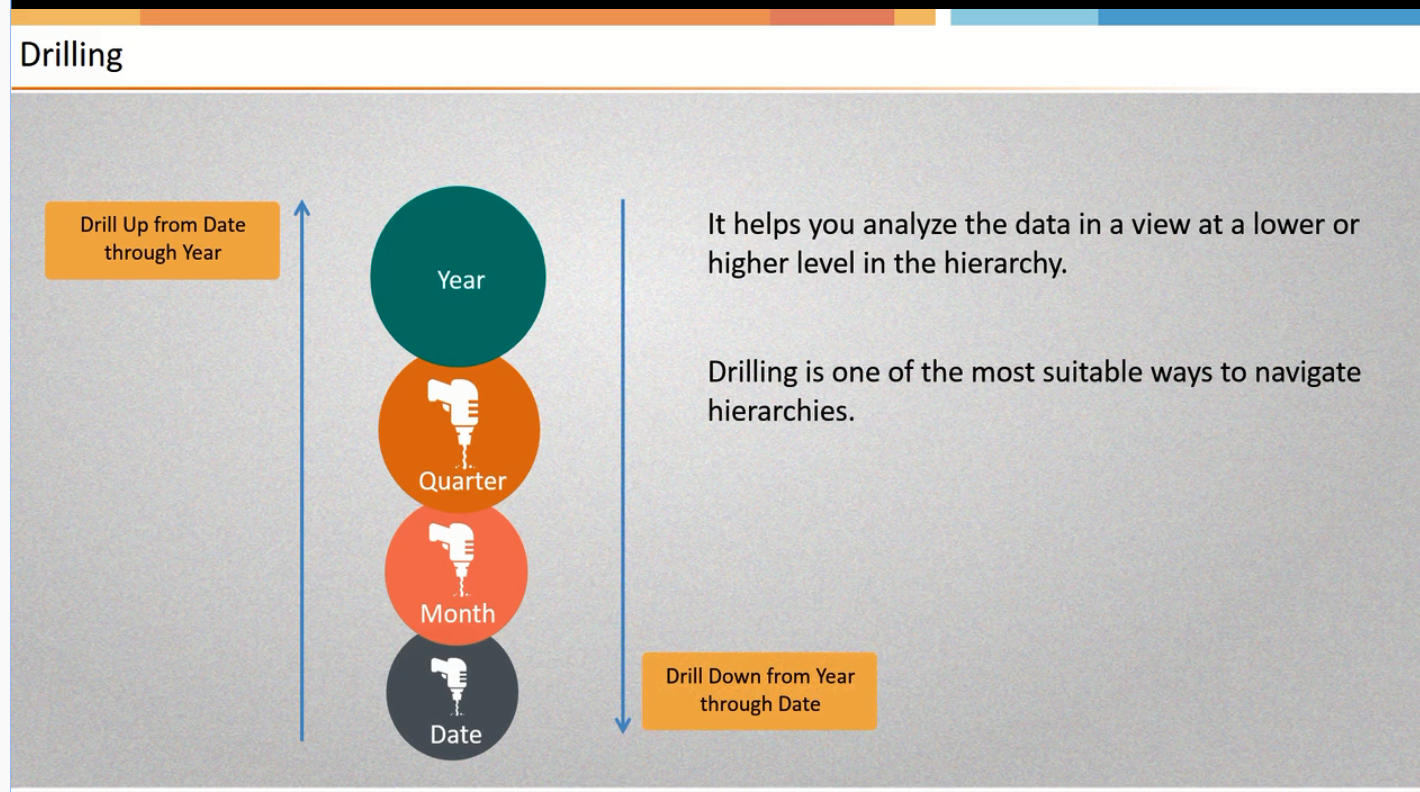 Drilling
Drill Up from Date
through Year
Year
Quarter
Month
Date
It helps you analyze the data in a view at a lower or
higher level in the hierarchy.
Drilling is one of the most suitable ways to navigate
hierarchies.
Drill Down from Year
through Date